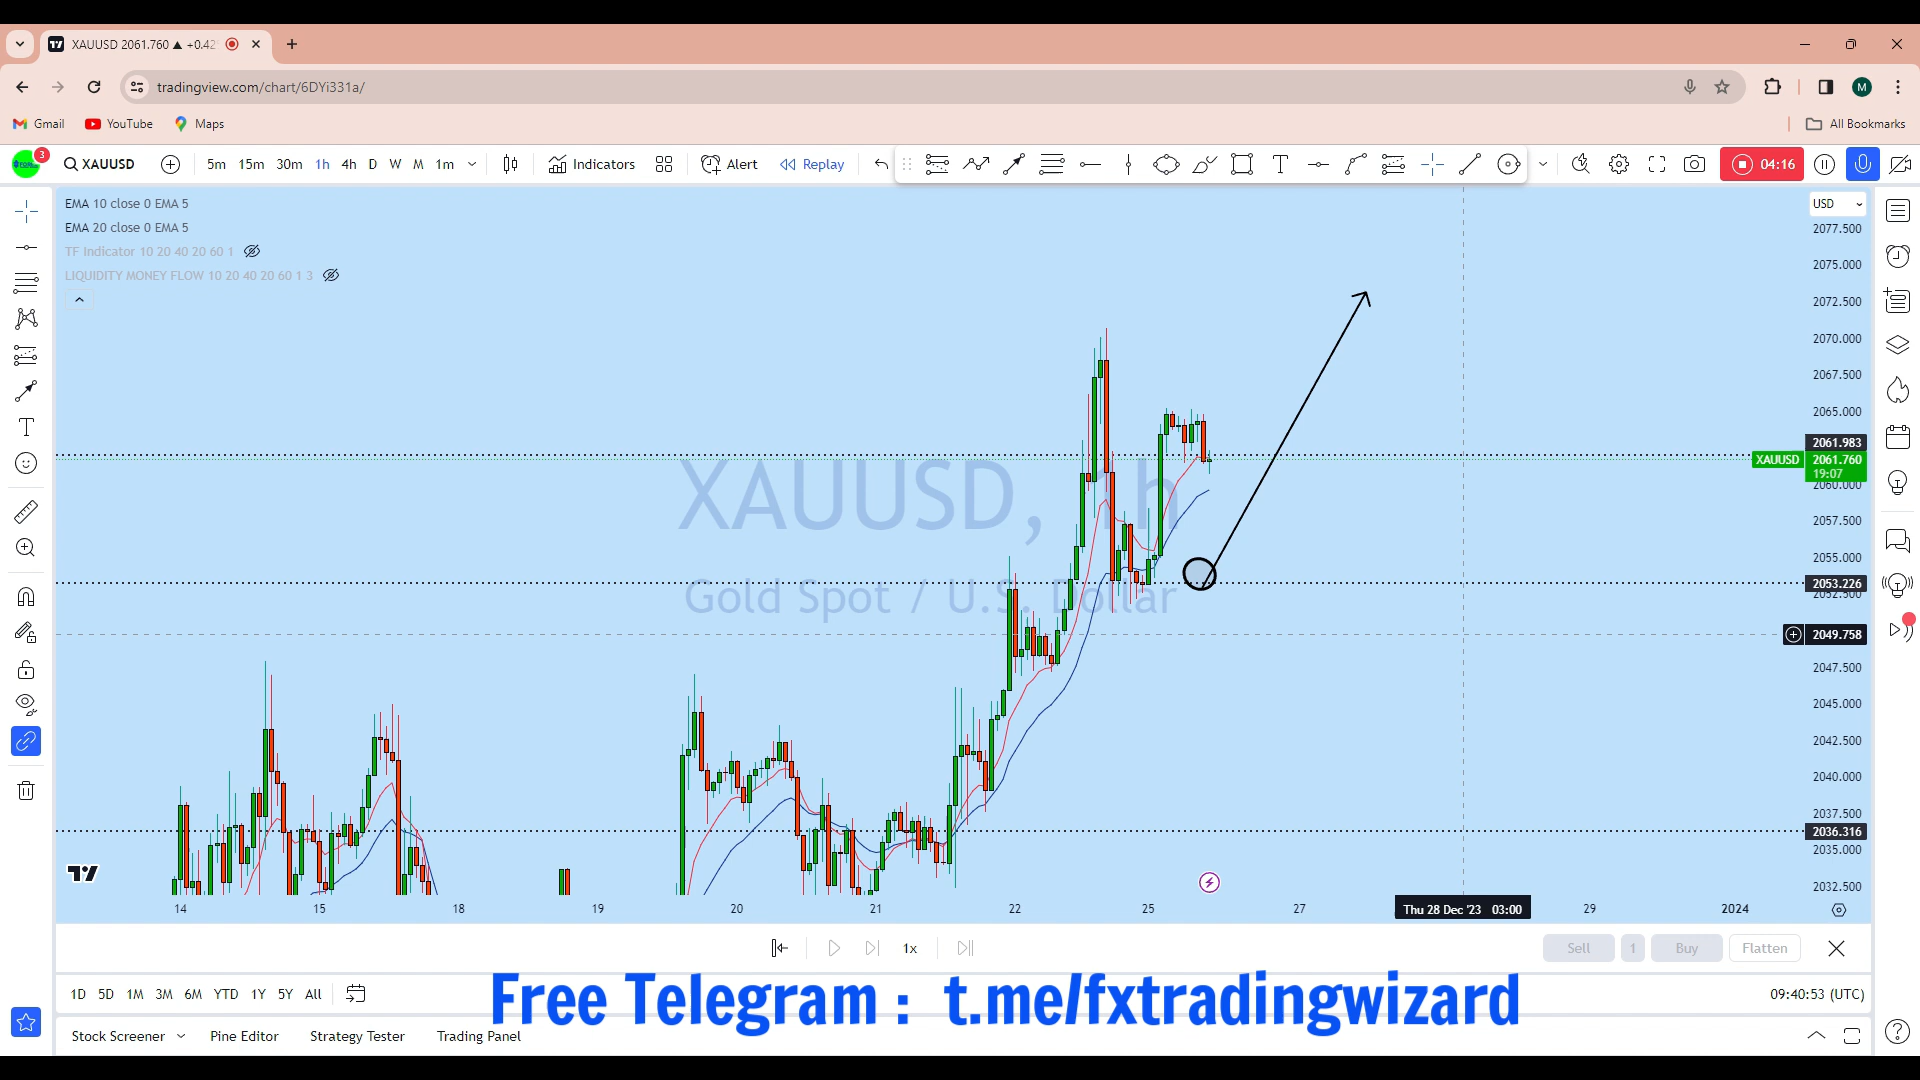 XAUUSD 2061.760 ▲ +0.42
tradingview.com/chart/6DYi331a/
M
Gmail YouTube Maps
All Bookmarks
3
XAUUSD 5m 15m 30m 1h 4h D W M 1m Indicators Alert Replay 04:16
EMA 10 close 0 EMA 5
EMA 20 close 0 EMA 5
TF Indicator 10 20 40 20 60 1
LIQUIDITY MONEY FLOW 10 20 40 20 60 1 3
USD
2077.500
2075.000
2072.500
2070.000
2067.500
2065.000
2061.983
XAUUSD 2061.760
19:07
2060.000
2057.500
2055.000
2053.226
2052.500
2049.758
2047.500
2045.000
2042.500
2040.000
2037.500
2036.316
2035.000
2032.500
XAUUSD, 1h
Gold Spot / U.S. Dollar
14 15 18 19 20 21 22 25 27 Thu 28 Dec '23 03:00 29 2024
1x
Sell 1 Buy Flatten
1D 5D 1M 3M 6M YTD 1Y 5Y All
09:40:53 (UTC)
Free Telegram : t.me/fxtradingwizard
Stock Screener Pine Editor Strategy Tester Trading Panel